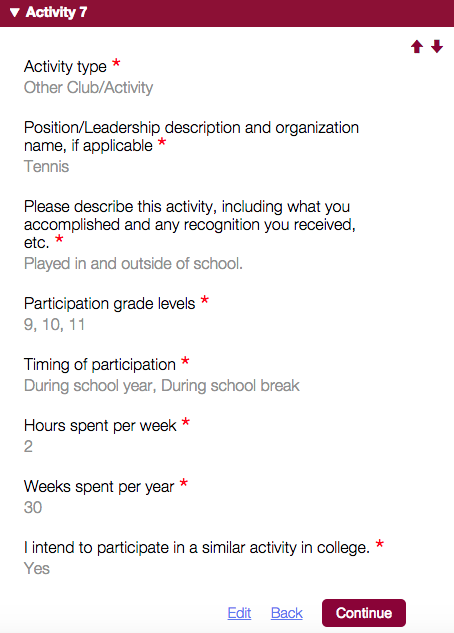 ▼ Activity 7
Activity type *
Other Club/Activity
Position/Leadership description and organization
name, if applicable *
Tennis
Please describe this activity, including what you
accomplished and any recognition you received,
etc. *
Played in and outside of school.
Participation grade levels *
9, 10, 11
Timing of participation *
During school year, During school break
Hours spent per week *
2
Weeks spent per year *
30
I intend to participate in a similar activity in college. *
Yes
Edit Back Continue